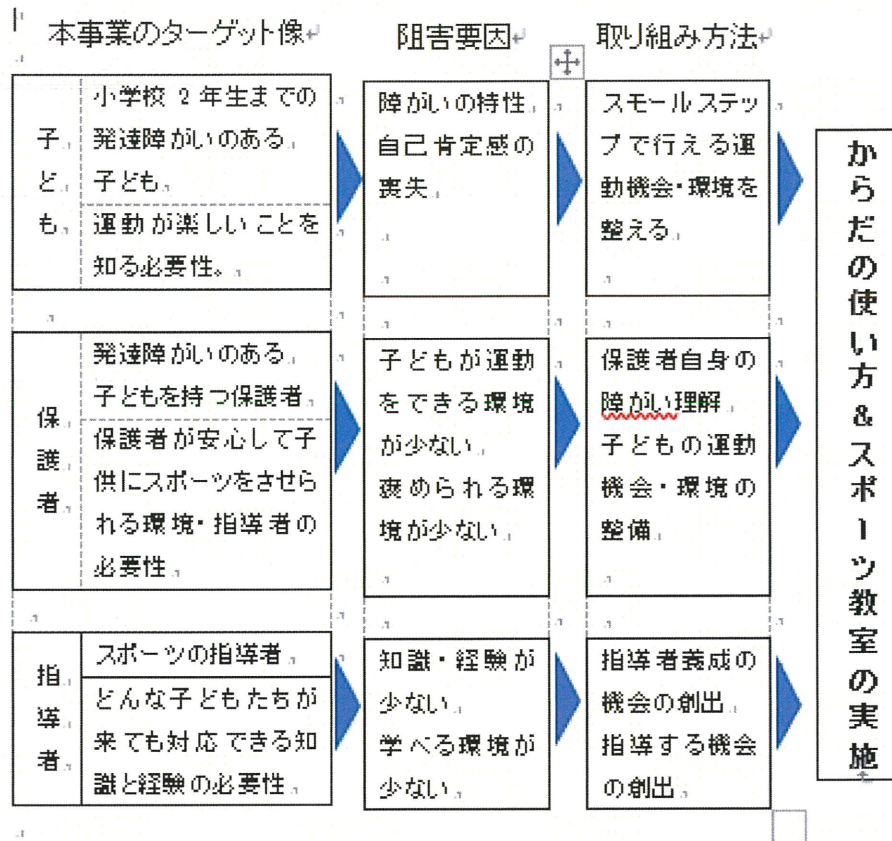 本事業のターゲット像
阻害要因
取り組み方法
子ども
小学校2年生までの
発達障がいのある
子ども
運動が楽しいことを
知る必要性。
障がいの特性
自己肯定感の
喪失
スモールステッ
プで行える運
動機会・環境を
整える
保護者
発達障がいのある
子どもを持つ保護者
保護者が安心して子
供にスポーツをさせら
れる環境・指導者の
必要性
子どもが運動
をできる環境
が少ない
褒められる環
境が少ない
保護者自身の
障がい理解
子どもの運動
機会・環境の
整備
指導者
スポーツの指導者
どんな子どもたちが
来ても対応できる知
識と経験の必要性
知識・経験が
少ない
学べる環境が
少ない
指導者養成の
機会の創出
指導する機会
の創出
からだの使い方&スポーツ教室の実施